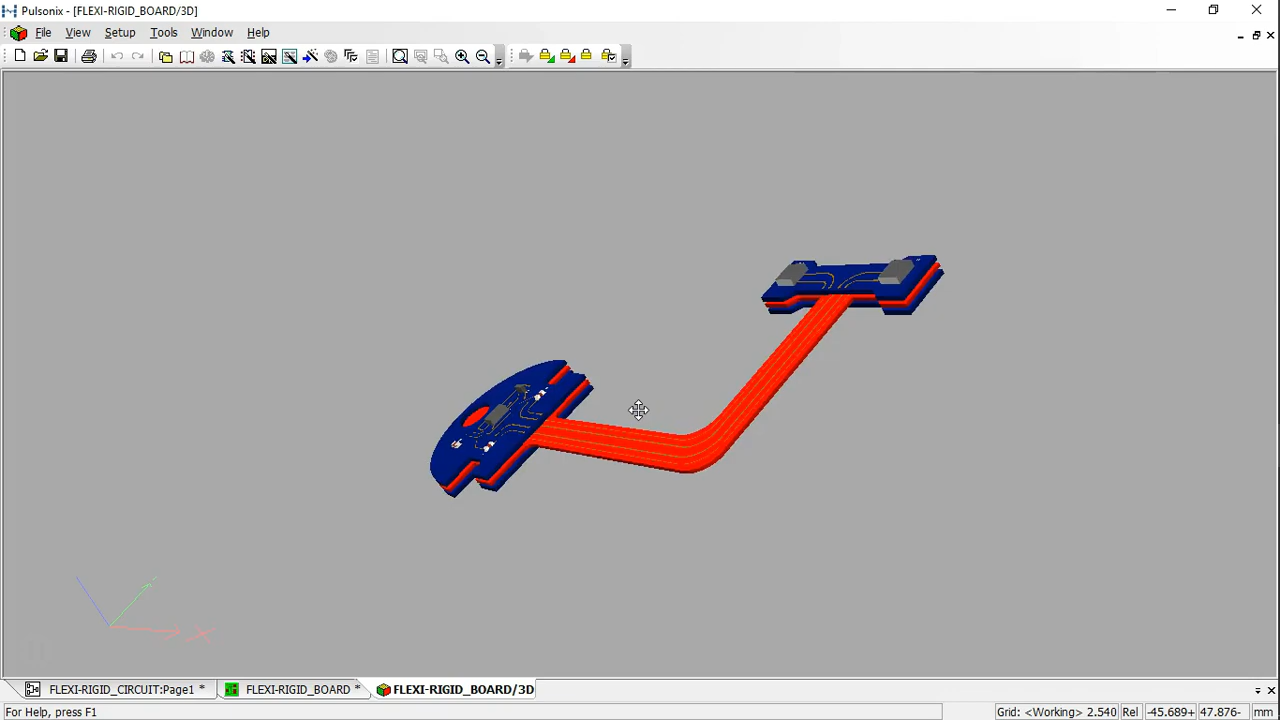 Pulsonix - [FLEXI-RIGID_BOARD/3D]
File View Setup Tools Window Help
X
FLEXI-RIGID_CIRCUIT:Page1 * FLEXI-RIGID_BOARD * FLEXI-RIGID_BOARD/3D
For Help, press F1 Grid: <Working> 2.540 Rel -45.689+ 47.876- mm